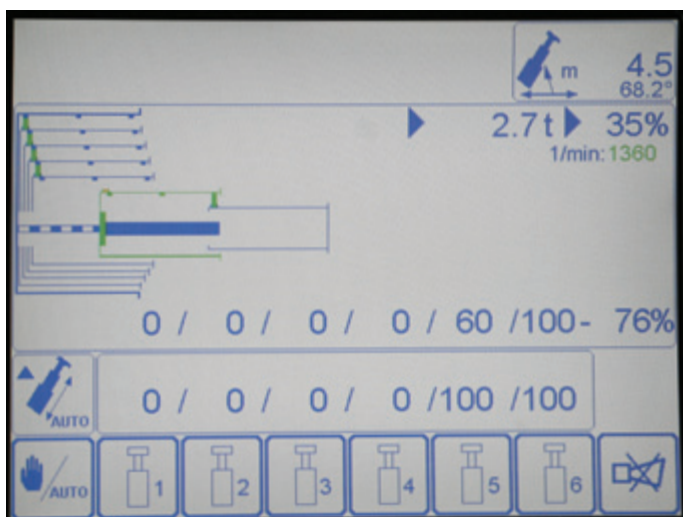 m 4.5
68.2°
2.7 t 35%
1/min: 1360
0 / 0 / 0 / 0 / 60 /100 - 76%
AUTO 0 / 0 / 0 / 0 /100 /100
/AUTO 1 2 3 4 5 6